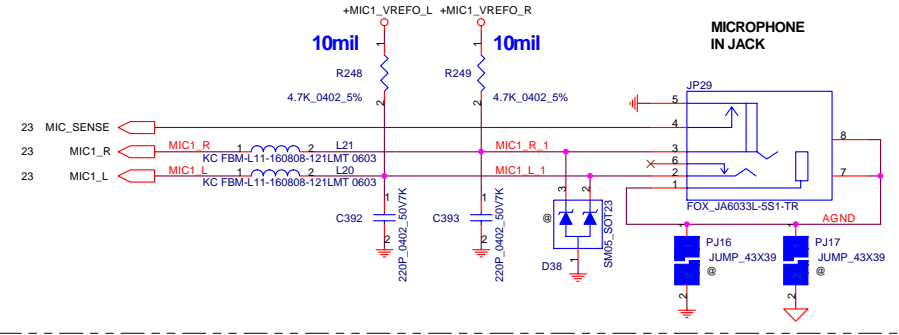 +MIC1_VREFO_L +MIC1_VREFO_R
MICROPHONE
IN JACK
10mil 10mil
1 1
R248 R249
2 2
4.7K_0402_5% 4.7K_0402_5%
JP29
5
23 MIC_SENSE 4
8
23 MIC1_R MIC1_R 1 2 L21 MIC1_R_1 3
KC FBM-L11-160808-121LMT 0603
6
23 MIC1_L MIC1_L 1 2 L20 MIC1_L_1 2
7
KC FBM-L11-160808-121LMT 0603
1
FOX_JA6033L-5S1-TR
3 2
1 1
C392 C393
2 2
220P_0402_50V7K 220P_0402_50V7K
@
SM05_SOT23
D38
1
AGND
PJ16 PJ17
JUMP_43X39 JUMP_43X39
@ @
2 2